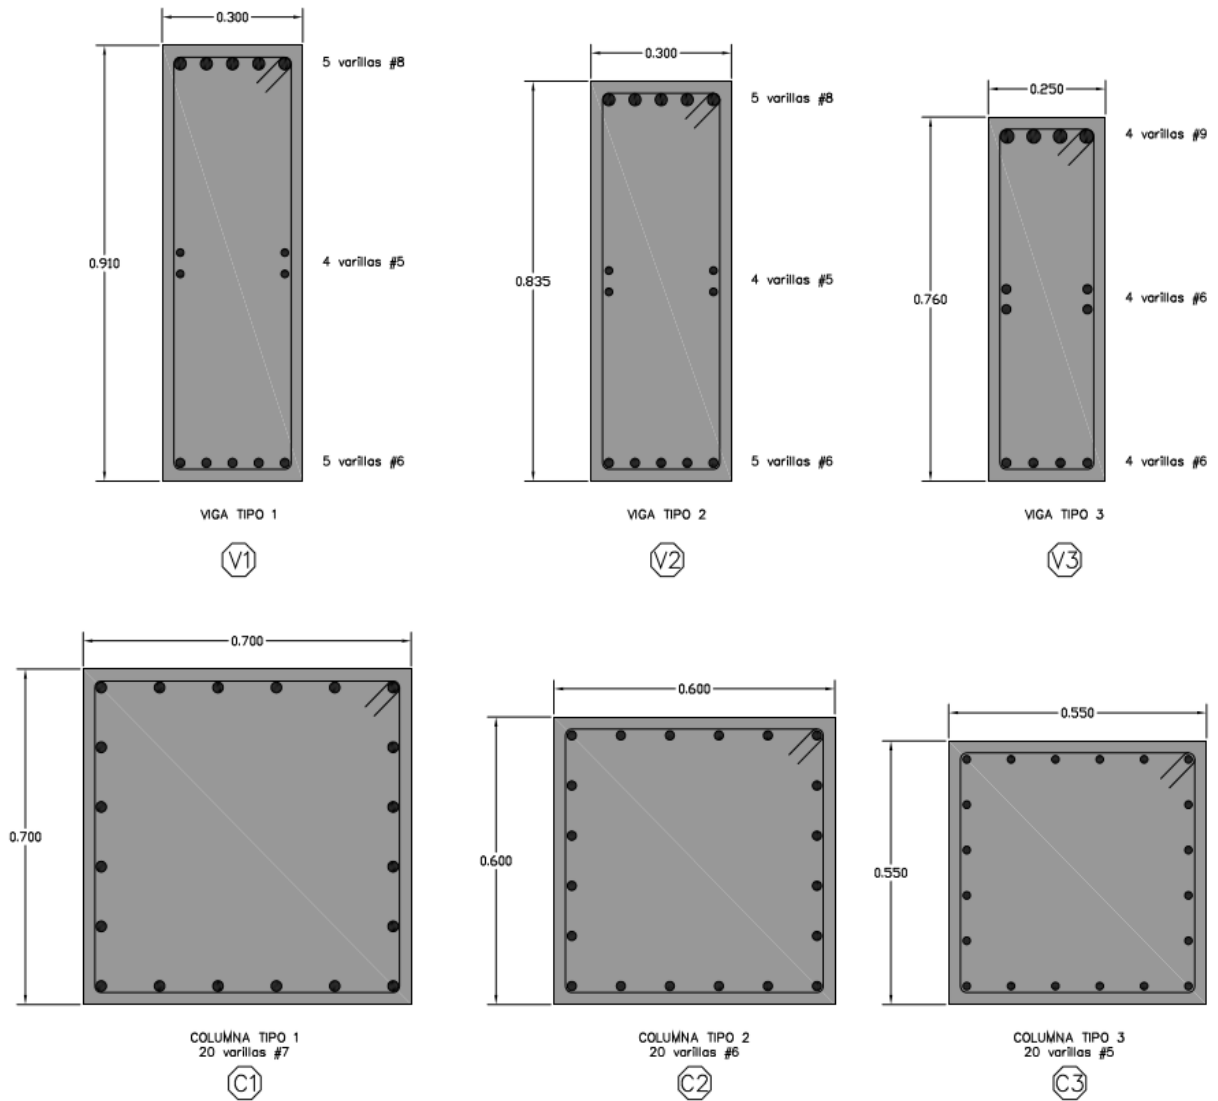 0.300
5 varillas #8
0.910
4 varillas #5
5 varillas #6
VIGA TIPO 1
V1
0.300
5 varillas #8
0.835
4 varillas #5
5 varillas #6
VIGA TIPO 2
V2
0.250
4 varillas #9
0.760
4 varillas #6
4 varillas #6
VIGA TIPO 3
V3
0.700
0.700
COLUMNA TIPO 1
20 varillas #7
C1
0.600
0.600
COLUMNA TIPO 2
20 varillas #6
C2
0.550
0.550
COLUMNA TIPO 3
20 varillas #5
C3